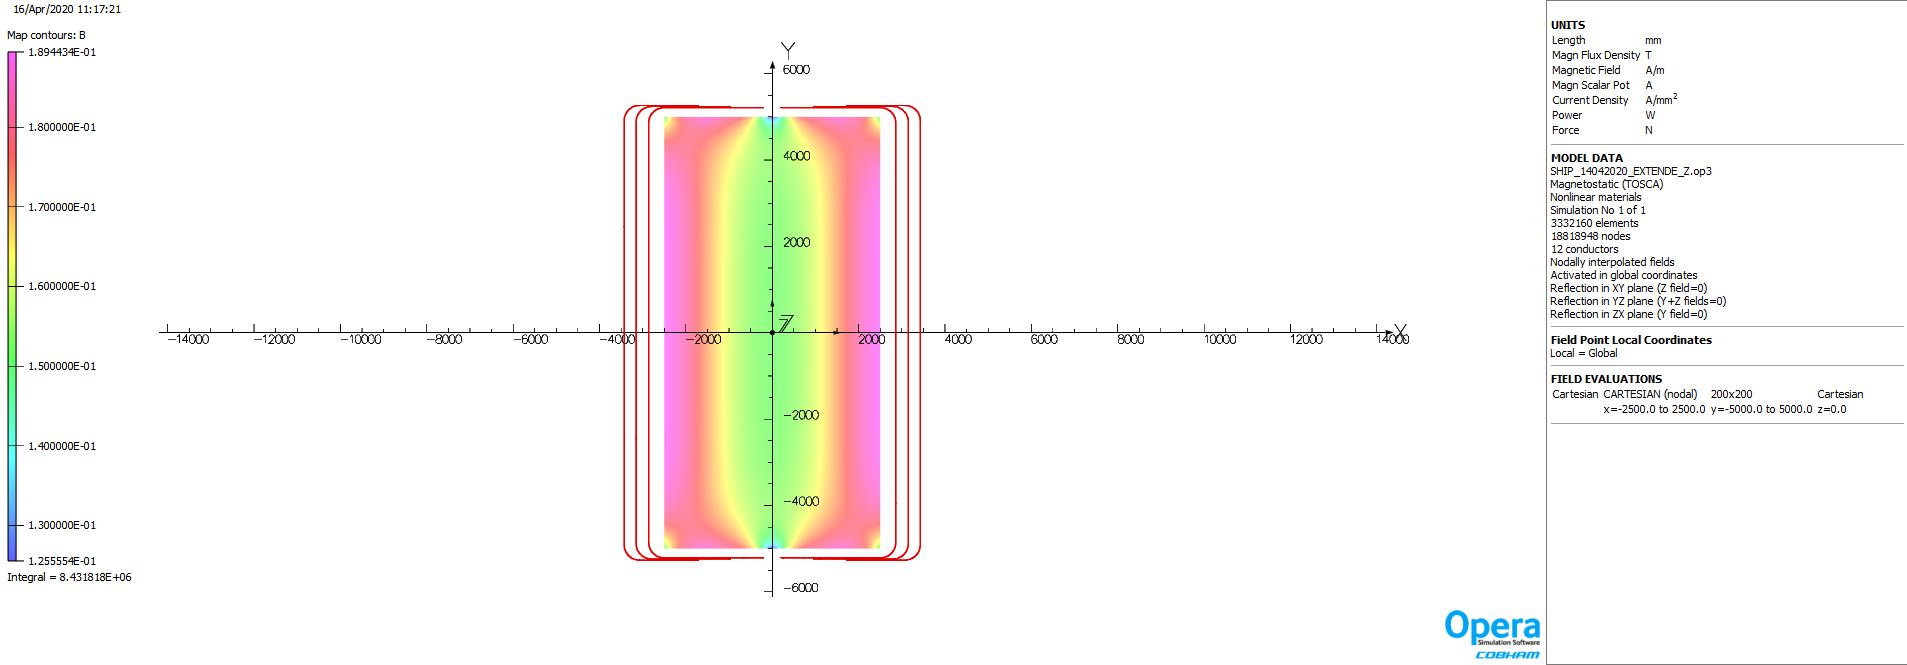 16/Apr/2020 11:17:21
Map contours: B
1.894434E-01
1.800000E-01
1.700000E-01
1.600000E-01
1.500000E-01
1.400000E-01
1.300000E-01
1.255554E-01
Integral = 8.431818E+06
Y
6000
4000
2000
Z
-14000 -12000 -10000 -8000 -6000 -4000 -2000 2000 4000 6000 8000 10000 12000 14000 X
-2000
-4000
-6000
Opera
Simulation Software
COBHAM
UNITS
Length mm
Magn Flux Density T
Magnetic Field A/m
Magn Scalar Pot A
Current Density A/mm²
Power W
Force N
MODEL DATA
SHIP_14042020_EXTENDE_Z.op3
Magnetostatic (TOSCA)
Nonlinear materials
Simulation No 1 of 1
3332160 elements
18818948 nodes
12 conductors
Nodally interpolated fields
Activated in global coordinates
Reflection in XY plane (Z field=0)
Reflection in YZ plane (Y+Z fields=0)
Reflection in ZX plane (Y field=0)
Field Point Local Coordinates
Local = Global
FIELD EVALUATIONS
Cartesian CARTESIAN (nodal) 200x200 Cartesian
x=-2500.0 to 2500.0 y=-5000.0 to 5000.0 z=0.0